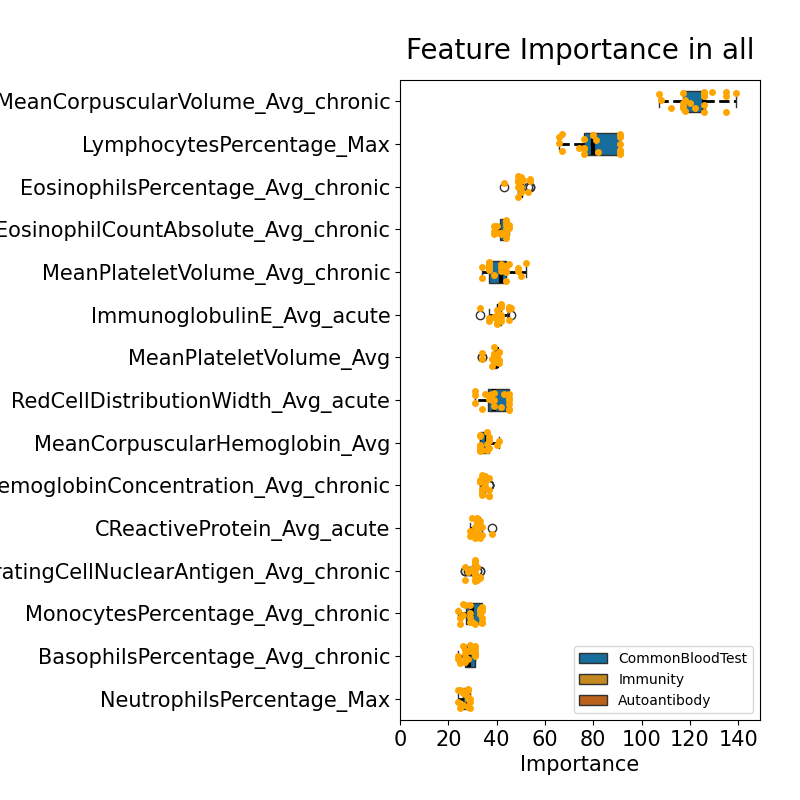 Feature Importance in all
MeanCorpuscularVolume_Avg_chronic
LymphocytesPercentage_Max
EosinophilsPercentage_Avg_chronic
EosinophilCountAbsolute_Avg_chronic
MeanPlateletVolume_Avg_chronic
ImmunoglobulinE_Avg_acute
MeanPlateletVolume_Avg
RedCellDistributionWidth_Avg_acute
MeanCorpuscularHemoglobin_Avg
emoglobinConcentration_Avg_chronic
CReactiveProtein_Avg_acute
ratingCellNuclearAntigen_Avg_chronic
MonocytesPercentage_Avg_chronic
BasophilsPercentage_Avg_chronic
NeutrophilsPercentage_Max
CommonBloodTest
Immunity
Autoantibody
0 20 40 60 80 100 120 140
Importance